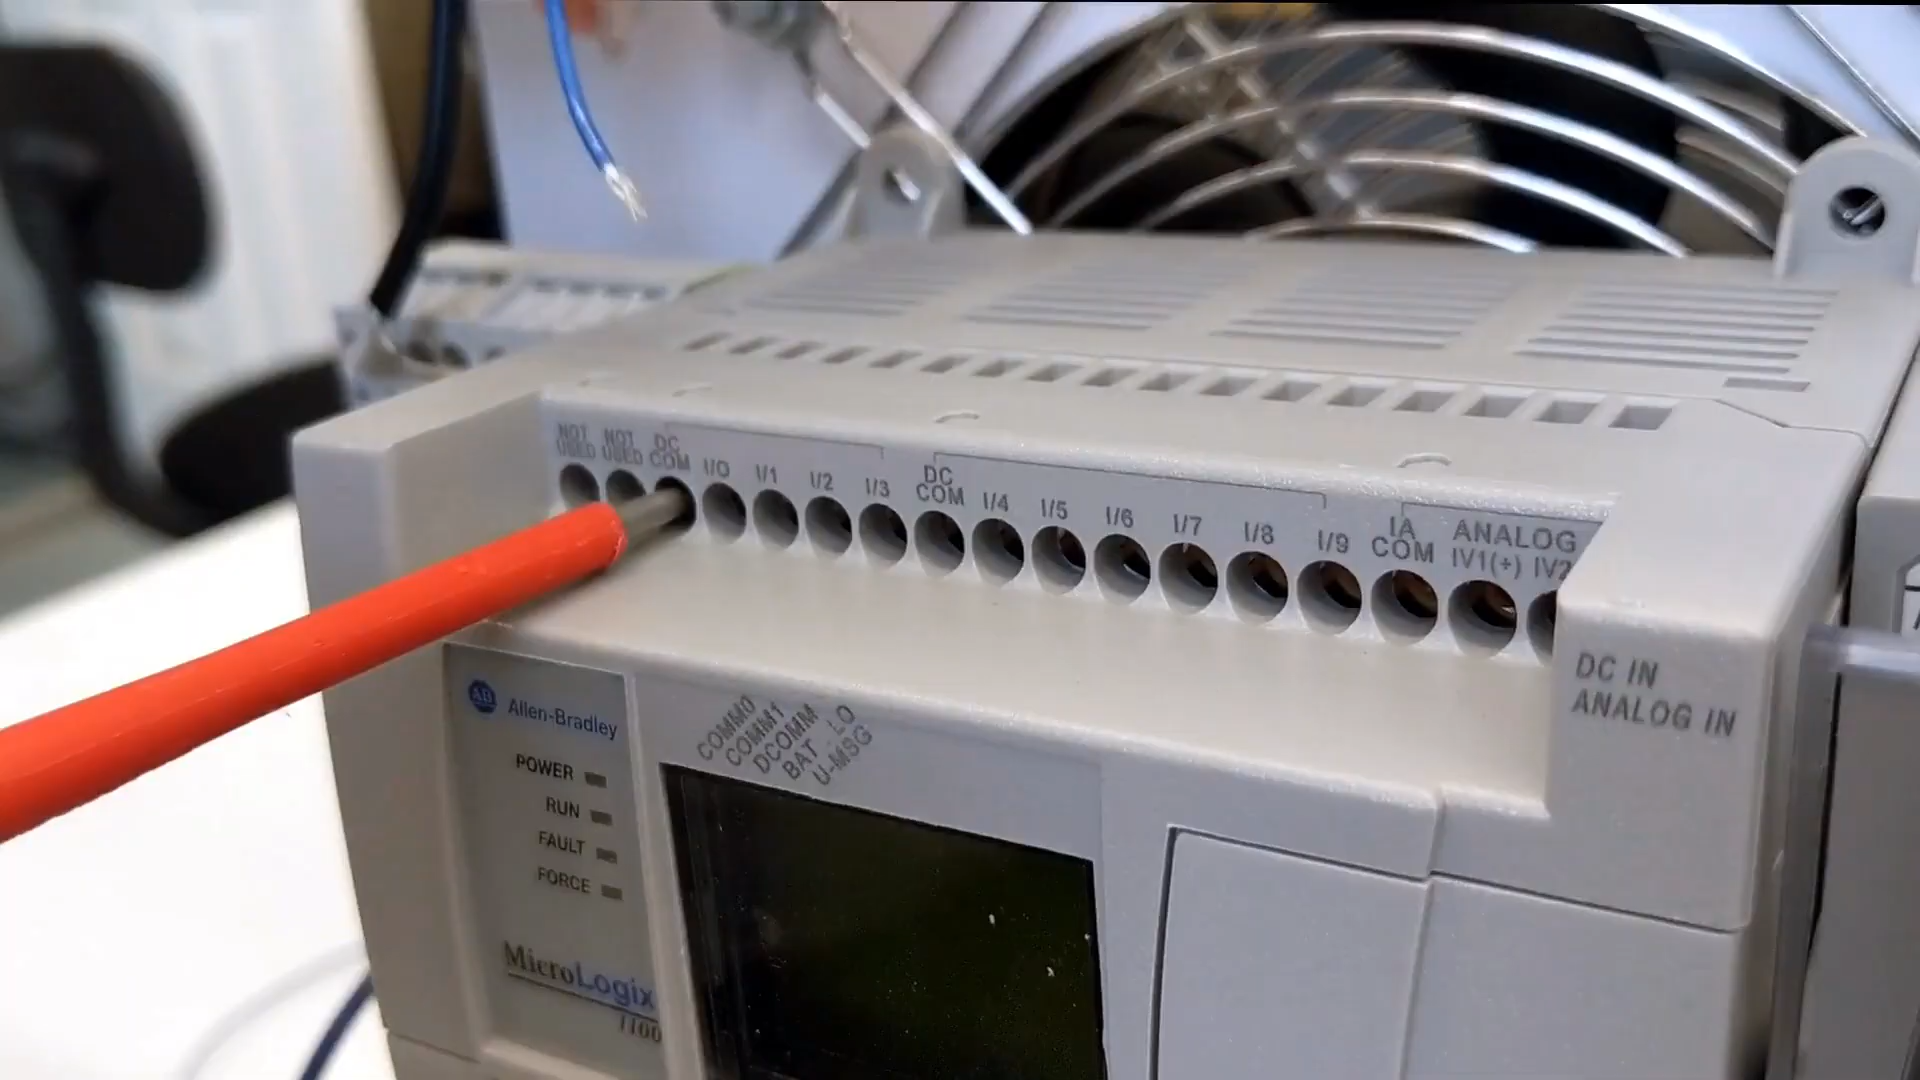 NOT USED
NOT USED
DC COM
I/0
I/1
I/2
I/3
DC COM
I/4
I/5
I/6
I/7
I/8
I/9
IA COM
ANALOG
IV1(+) IV2
DC IN
ANALOG IN
AB Allen-Bradley
POWER
RUN
FAULT
FORCE
COMM0
COMM1
DCOMM
BAT LO
U-MSG
MicroLogix
1100